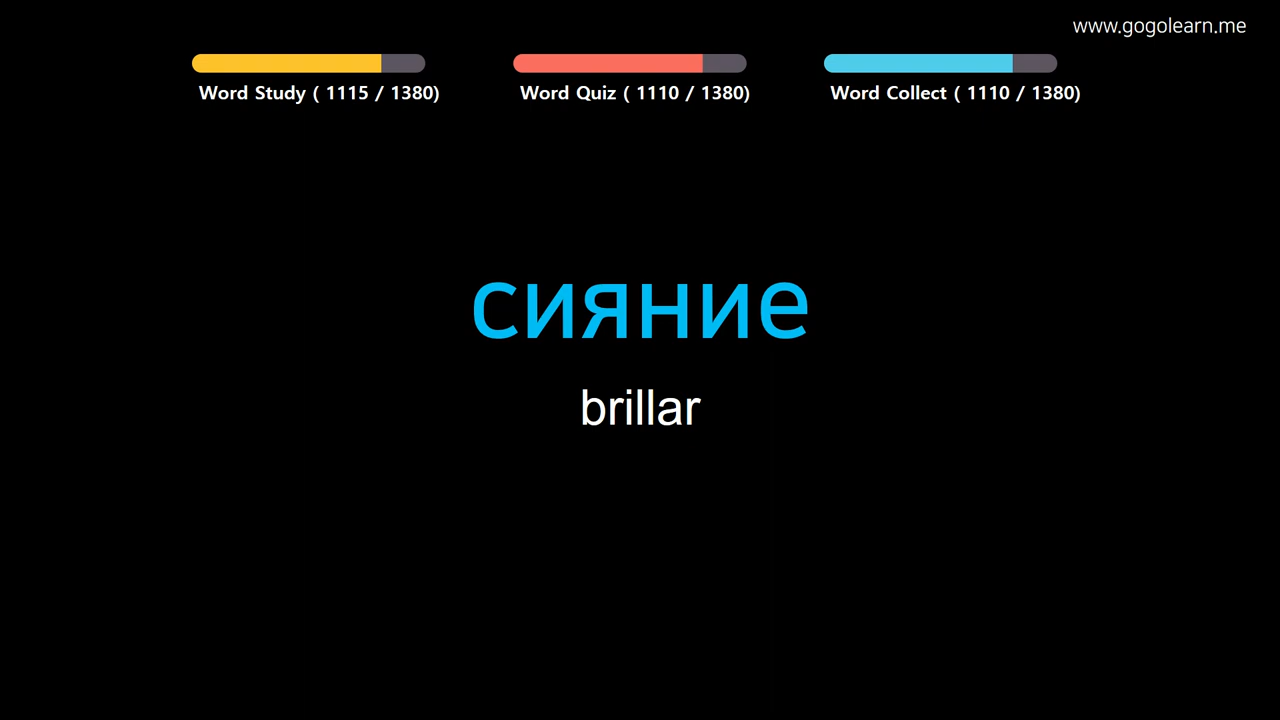 www.gogolearn.me
Word Study ( 1115 / 1380)
Word Quiz ( 1110 / 1380)
Word Collect ( 1110 / 1380)
сияние
brillar